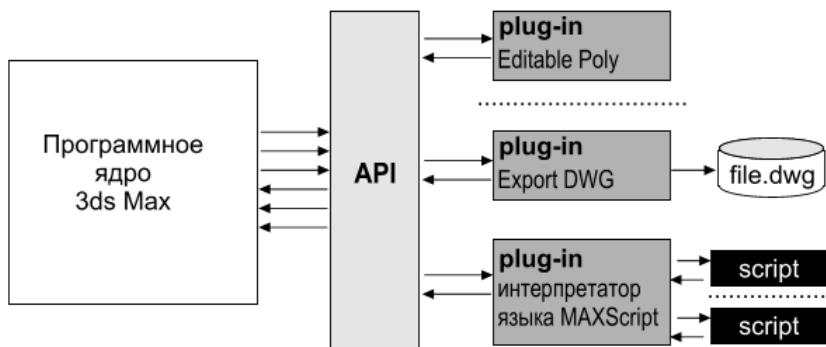 Программное
ядро
3ds Max
API
plug-in
Editable Poly
plug-in
Export DWG
file.dwg
plug-in
интерпретатор
языка MAXScript
script
script